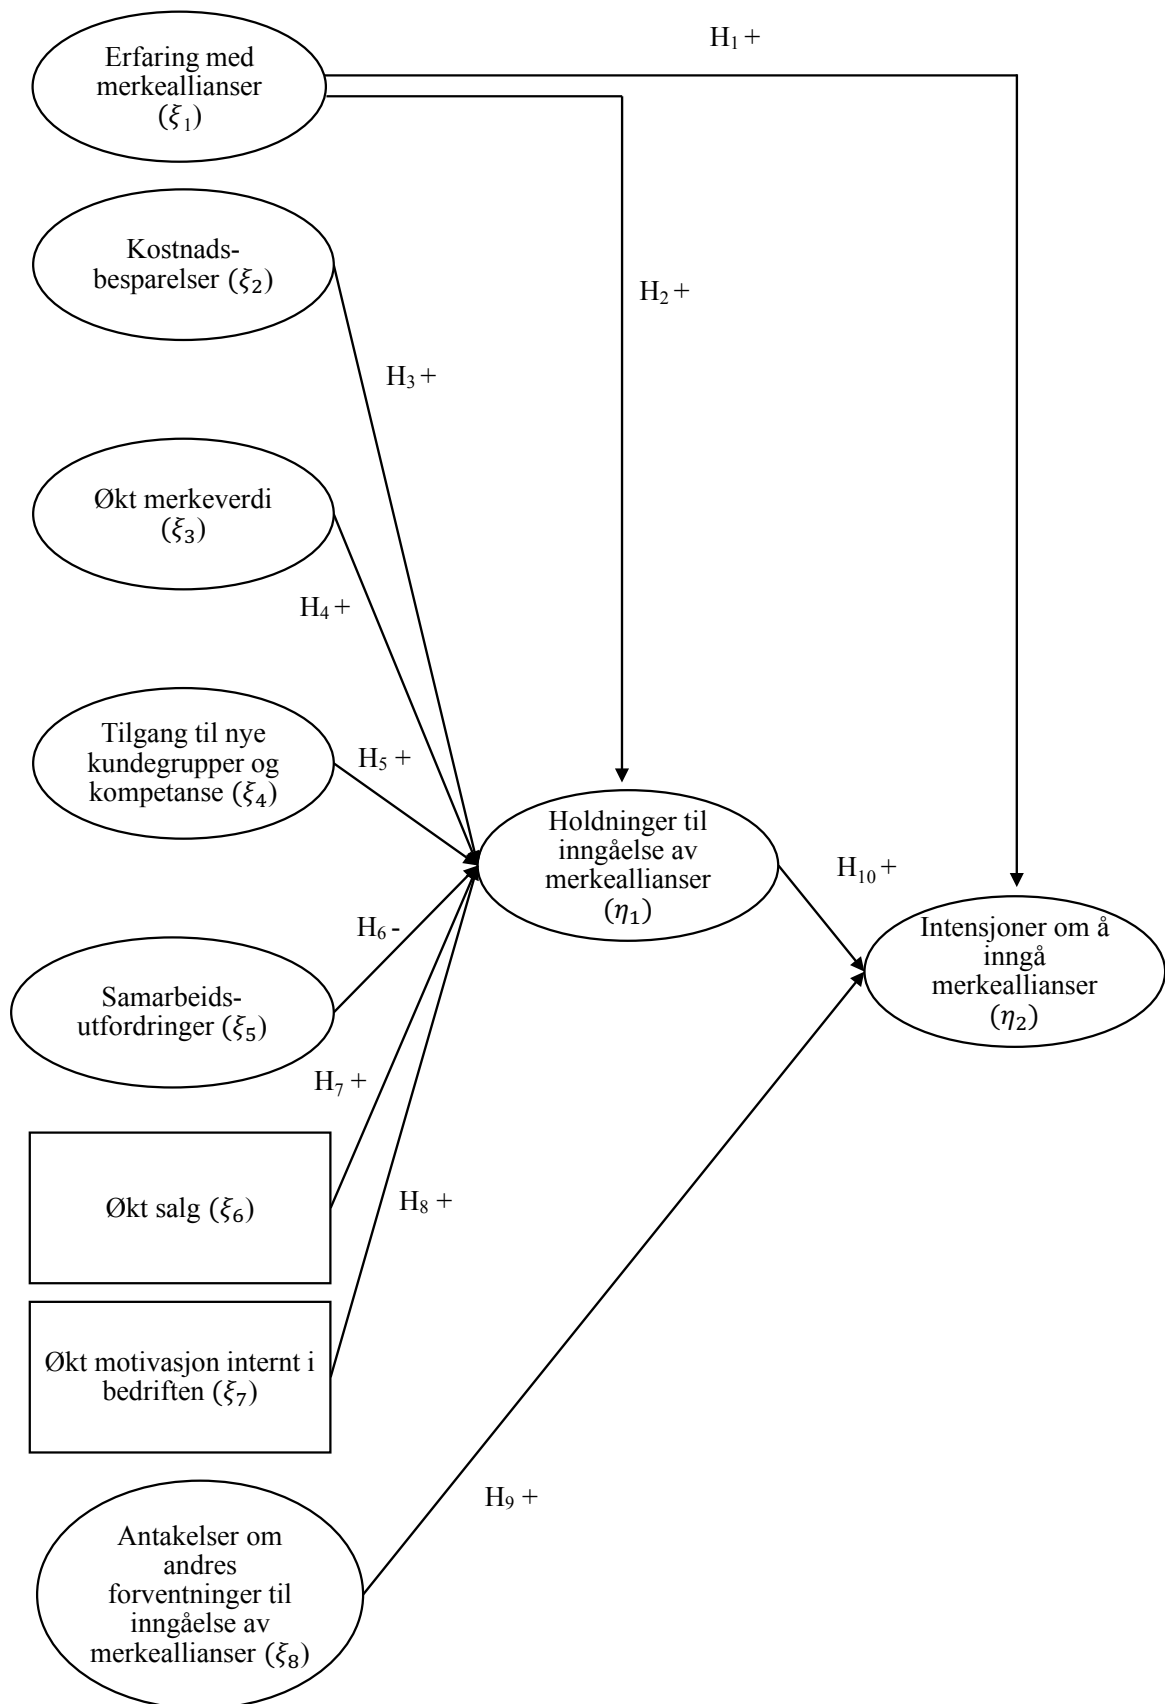 H₁ +
Erfaring med
merkeallianser
(ξ₁)
Kostnads-
besparelser (ξ₂)
H₂ +
H₃ +
Økt merkeverdi
(ξ₃)
H₄ +
Tilgang til nye
kundegrupper og
kompetanse (ξ₄)
H₅ +
Holdninger til
inngåelse av
merkeallianser
(η₁)
H₁₀ +
Intensjoner om å
inngå
merkeallianser
(η₂)
H₆ -
Samarbeids-
utfordringer (ξ₅)
H₇ +
Økt salg (ξ₆)
H₈ +
Økt motivasjon internt i
bedriften (ξ₇)
H₉ +
Antakelser om
andres
forventninger til
inngåelse av
merkeallianser (ξ₈)